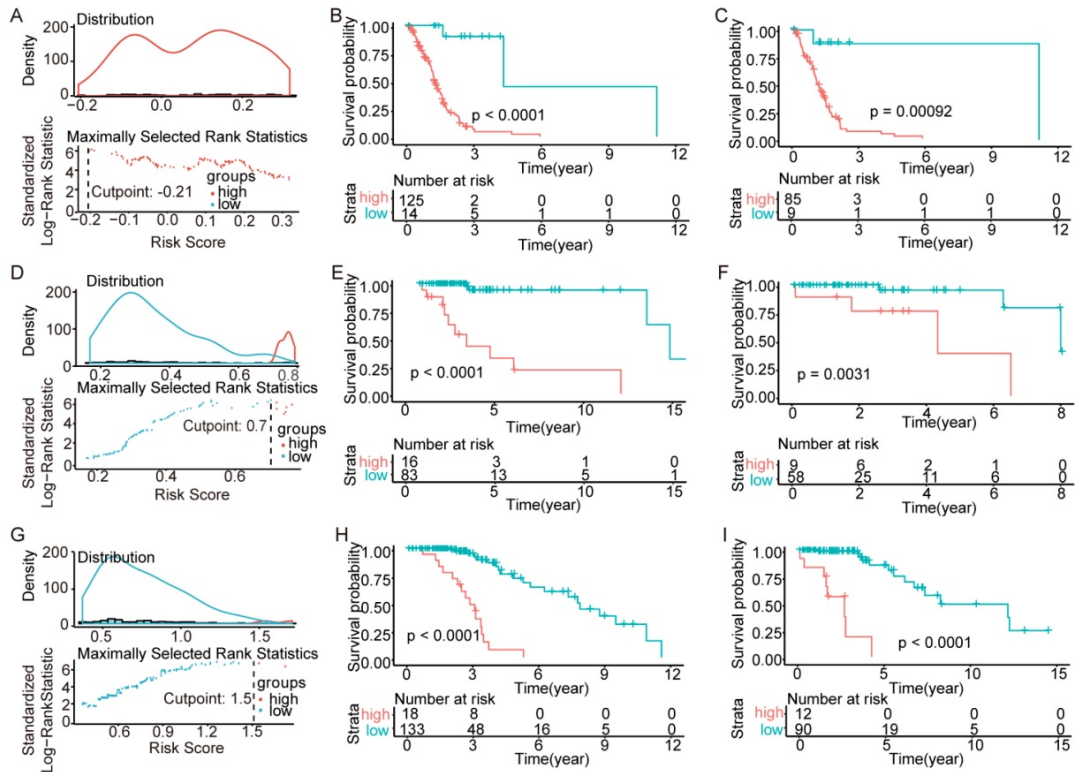 A
Distribution
Density
200
100
0
−0.2
0.0
0.2
Maximally Selected Rank Statistics
Standardized
Log−Rank Statistic
6
4
2
0
Cutpoint: -0.21
groups
high
low
−0.2 −0.1 0.0 0.1 0.2 0.3
Risk Score
B
Survival probability
1.00
0.75
0.50
0.25
0.00
p < 0.0001
0 3 6 9 12
Time(year)
Number at risk
Strata
high 125 2 0 0 0
low 14 5 1 1 0
0 3 6 9 12
Time(year)
C
Survival probability
1.00
0.75
0.50
0.25
0.00
p = 0.00092
0 3 6 9 12
Time(year)
Number at risk
Strata
high 85 3 0 0 0
low 9 1 1 1 0
0 3 6 9 12
Time(year)
D
Distribution
Density
200
100
0
0.2 0.4 0.6 0.8
Maximally Selected Rank Statistics
Standardized
Log−Rank Statistic
6
4
2
0
Cutpoint: 0.7
groups
high
low
0.2 0.4 0.6
Risk Score
E
Survival probability
1.00
0.75
0.50
0.25
0.00
p < 0.0001
0 5 10 15
Time(year)
Number at risk
Strata
high 16 3 1 0
low 83 13 5 1
0 5 10 15
Time(year)
F
Survival probability
1.00
0.75
0.50
0.25
0.00
p = 0.0031
0 2 4 6 8
Time(year)
Number at risk
Strata
high 9 6 2 1 0
low 58 25 11 6 0
0 2 4 6 8
Time(year)
G
Distribution
Density
200
100
0
0.5 1.0 1.5
Maximally Selected Rank Statistics
Standardized
Log−RankStatistic
6
4
2
0
Cutpoint: 1.5
groups
high
low
0.6 0.9 1.2 1.5
Risk Score
H
Survival probability
1.00
0.75
0.50
0.25
0.00
p < 0.0001
0 3 6 9 12
Time(year)
Number at risk
Strata
high 18 8 0 0 0
low 133 48 16 5 0
0 3 6 9 12
Time(year)
I
Survival probability
1.00
0.75
0.50
0.25
0.00
p < 0.0001
0 5 10 15
Time(year)
Number at risk
Strata
high 12 0 0 0
low 90 19 5 0
0 5 10 15
Time(year)